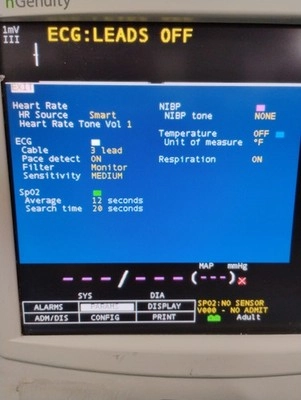 nGenuity
1mV
III
ECG:LEADS OFF
EXIT
Heart Rate
HR Source Smart
Heart Rate Tone Vol 1
ECG
Cable 3 lead
Pace detect ON
Filter Monitor
Sensitivity MEDIUM
SpO2
Average 12 seconds
Search time 20 seconds
NIBP
NIBP tone NONE
Temperature OFF
Unit of measure °F
Respiration ON
MAP mmHg
---/---(---)×
SYS DIA
ALARMS PARAMS DISPLAY
ADM/DIS CONFIG PRINT
SPO2:NO SENSOR
V000 - NO ADMIT
Adult